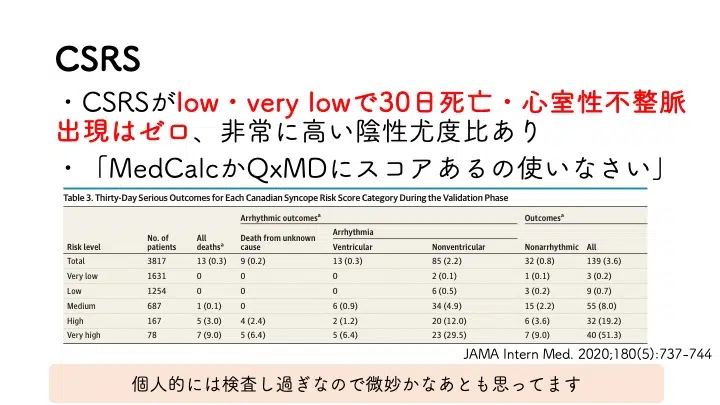 CSRS
・CSRSがlow・very lowで30日死亡・心室性不整脈
出現はゼロ、非常に高い陰性尤度比あり
・「MedCalcかQxMDにスコアあるの使いなさい」
Table 3. Thirty-Day Serious Outcomes for Each Canadian Syncope Risk Score Category During the Validation Phase
Arrhythmic outcomesa Outcomesa
No. of All Death from unknown Arrhythmia
Risk level patients deathsa cause Ventricular Nonventricular Nonarrhythmic All
Total 3817 13 (0.3) 9 (0.2) 13 (0.3) 85 (2.2) 32 (0.8) 139 (3.6)
Very low 1631 0 0 0 2 (0.1) 1 (0.1) 3 (0.2)
Low 1254 0 0 0 6 (0.5) 3 (0.2) 9 (0.7)
Medium 687 1 (0.1) 0 6 (0.9) 34 (4.9) 15 (2.2) 55 (8.0)
High 167 5 (3.0) 4 (2.4) 2 (1.2) 20 (12.0) 6 (3.6) 32 (19.2)
Very high 78 7 (9.0) 5 (6.4) 5 (6.4) 23 (29.5) 7 (9.0) 40 (51.3)
JAMA Intern Med. 2020;180(5):737-744
個人的には検査し過ぎなので微妙かなあとも思ってます